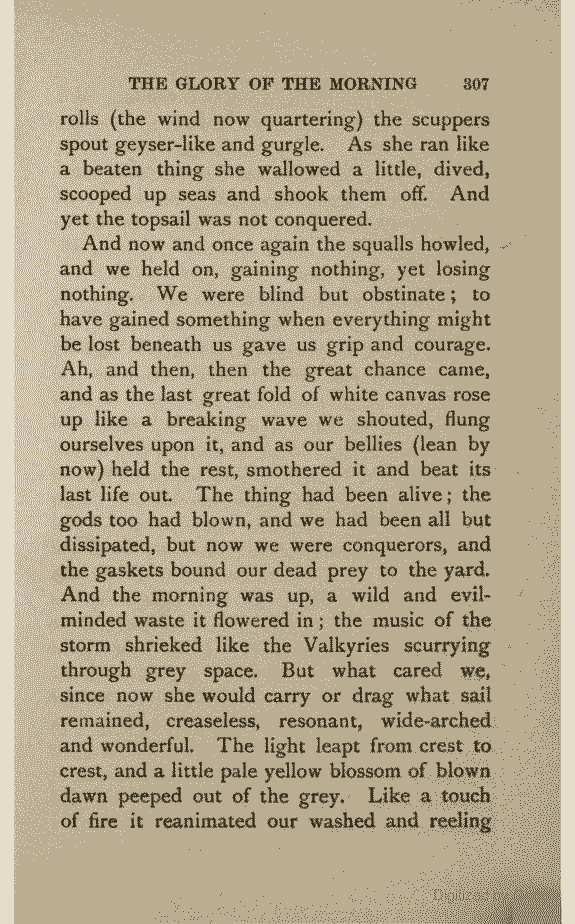 THE GLORY OF THE MORNING 307
rolls (the wind now quartering) the scuppers
spout geyser-like and gurgle. As she ran like
a beaten thing she wallowed a little, dived,
scooped up seas and shook them off. And
yet the topsail was not conquered.
And now and once again the squalls howled,
and we held on, gaining nothing, yet losing
nothing. We were blind but obstinate; to
have gained something when everything might
be lost beneath us gave us grip and courage.
Ah, and then, then the great chance came,
and as the last great fold of white canvas rose
up like a breaking wave we shouted, flung
ourselves upon it, and as our bellies (lean by
now) held the rest, smothered it and beat its
last life out. The thing had been alive; the
gods too had blown, and we had been all but
dissipated, but now we were conquerors, and
the gaskets bound our dead prey to the yard.
And the morning was up, a wild and evil-
minded waste it flowered in; the music of the
storm shrieked like the Valkyries scurrying
through grey space. But what cared we,
since now she would carry or drag what sail
remained, creaseless, resonant, wide-arched
and wonderful. The light leapt from crest to
crest, and a little pale yellow blossom of blown
dawn peeped out of the grey. Like a touch
of fire it reanimated our washed and reeling
Digitized